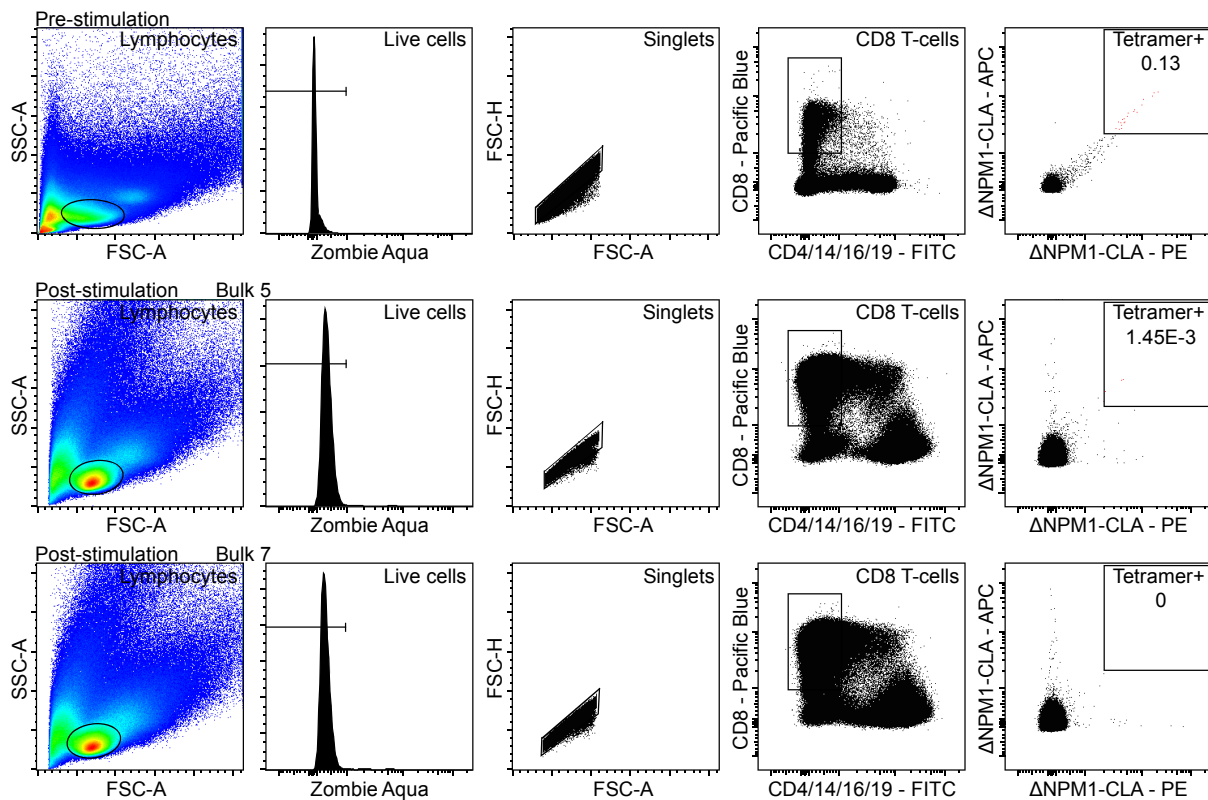 Pre-stimulation
Lymphocytes
Live cells
Singlets
CD8 T-cells
Tetramer+
0.13
SSC-A
FSC-H
CD8 - Pacific Blue
ΔNPM1-CLA - APC
FSC-A
Zombie Aqua
FSC-A
CD4/14/16/19 - FITC
ΔNPM1-CLA - PE
Post-stimulation Bulk 5
Lymphocytes
Live cells
Singlets
CD8 T-cells
Tetramer+
1.45E-3
SSC-A
FSC-H
CD8 - Pacific Blue
ΔNPM1-CLA - APC
FSC-A
Zombie Aqua
FSC-A
CD4/14/16/19 - FITC
ΔNPM1-CLA - PE
Post-stimulation Bulk 7
Lymphocytes
Live cells
Singlets
CD8 T-cells
Tetramer+
0
SSC-A
FSC-H
CD8 - Pacific Blue
ΔNPM1-CLA - APC
FSC-A
Zombie Aqua
FSC-A
CD4/14/16/19 - FITC
ΔNPM1-CLA - PE